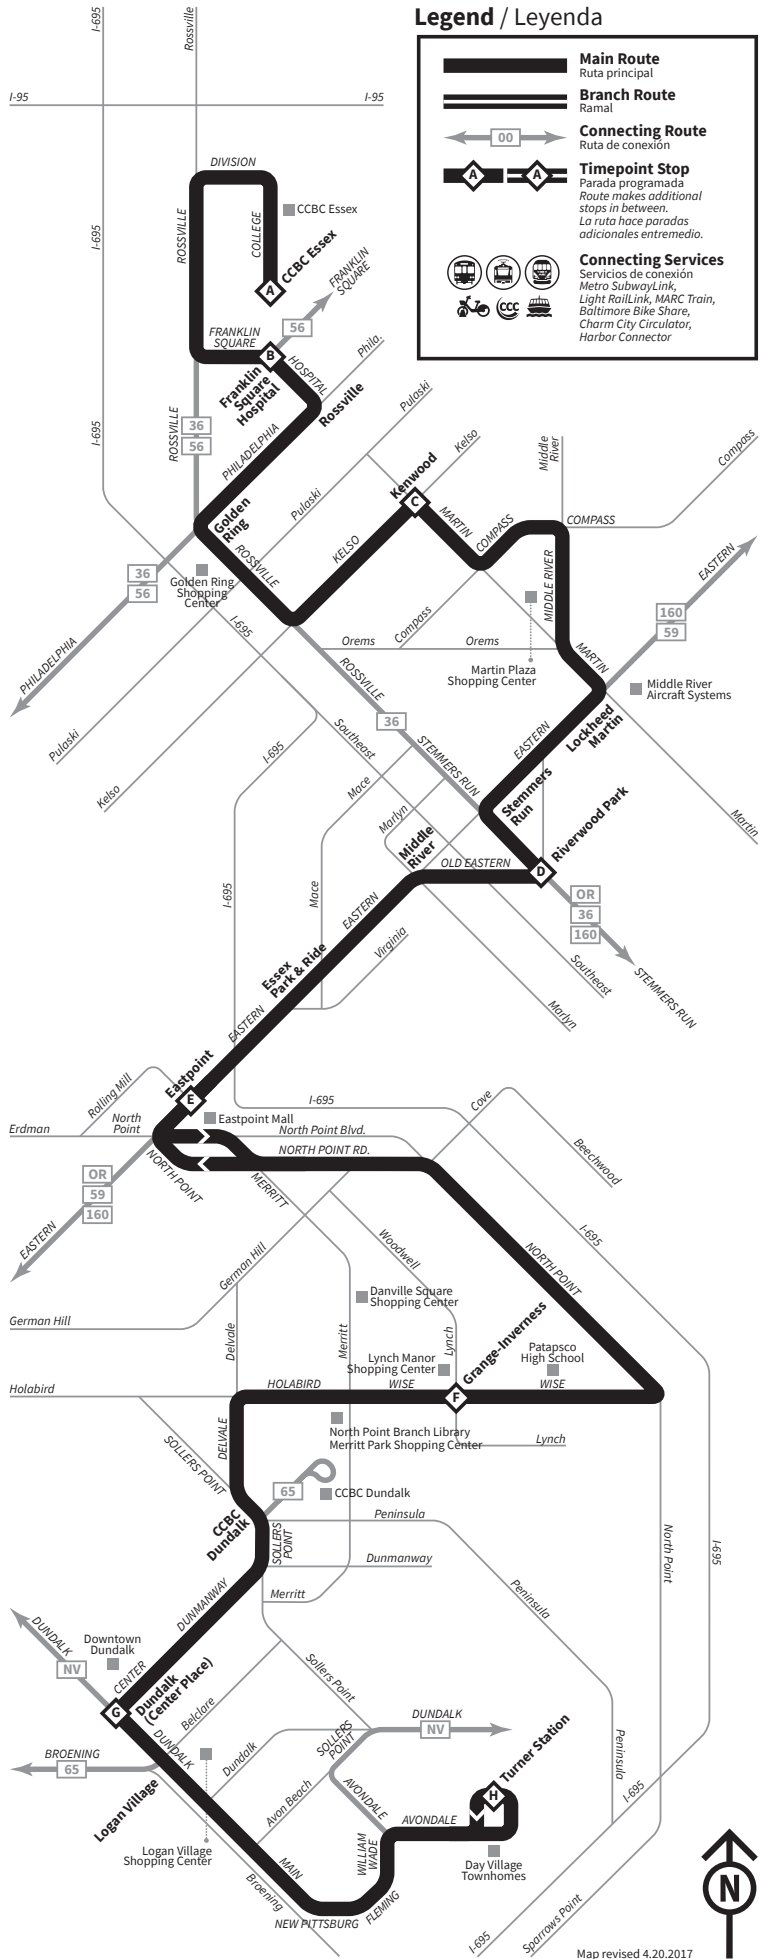 Legend / Leyenda
Main Route
Ruta principal
Branch Route
Ramal
00
Connecting Route
Ruta de conexión
A
A
Timepoint Stop
Parada programada
Route makes additional
stops in between.
La ruta hace paradas
adicionales entremedio.
Connecting Services
Servicios de conexión
Metro SubwayLink,
Light RailLink, MARC Train,
Baltimore Bike Share,
Charm City Circulator,
Harbor Connector
CCC
I-695
Rossville
I-95
I-95
DIVISION
ROSSVILLE
COLLEGE
CCBC Essex
I-695
CCBC Essex
A
FRANKLIN
SQUARE
56
FRANKLIN
SQUARE
B
HOSPITAL
Phila.
Franklin
Square
Hospital
Rossville
Pulaski
ROSSVILLE
36
56
I-695
PHILADELPHIA
Kelso
Middle
River
Compass
Kenwood
C
Pulaski
Golden
Ring
MARTIN
COMPASS
COMPASS
ROSSVILLE
KELSO
36
56
Golden Ring
Shopping
Center
MIDDLE RIVER
EASTERN
160
59
I-695
Compass
Orems
Orems
MARTIN
PHILADELPHIA
ROSSVILLE
Martin Plaza
Shopping Center
Middle River
Aircraft Systems
36
Lockheed
Martin
EASTERN
Pulaski
Southeast
I-695
STEMMERS RUN
Kelso
Mace
Stemmers
Run
Marlyn
Martin
Middle
River
Riverwood Park
OLD EASTERN
D
I-695
Mace
EASTERN
OR
36
160
Virginia
Essex
Park & Ride
Southeast
STEMMERS RUN
Marlyn
EASTERN
Eastpoint
Rolling Mill
E
I-695
Cove
North
Point
Eastpoint Mall
Erdman
North Point Blvd.
Beechwood
NORTH POINT RD.
NORTH POINT
MERRITT
OR
59
160
EASTERN
I-695
Woodwell
NORTH POINT
German Hill
Danville Square
Shopping Center
German Hill
Delvale
Merritt
Lynch
Grange-Inverness
Lynch Manor
Shopping Center
Patapsco
High School
Holabird
HOLABIRD
WISE
F
WISE
DELVALE
North Point Branch Library
Merritt Park Shopping Center
Lynch
SOLLERS POINT
65
CCBC Dundalk
CCBC
Dundalk
SOLLERS
POINT
Peninsula
North Point
I-695
Dunmanway
DUNMANWAY
Merritt
Peninsula
DUNDALK
Downtown
Dundalk
NV
CENTER
Sollers Point
G
Dundalk
(Center Place)
Belclare
DUNDALK
NV
DUNDALK
Turner Station
SOLLERS
POINT
BROENING
65
Dundalk
Peninsula
Logan Village
Avon Beach
AVONDALE
H
I-695
AVONDALE
Logan Village
Shopping Center
WILLIAM
WADE
Day Village
Townhomes
MAIN
Broening
FLEMING
NEW PITTSBURG
N
I-695
Sparrows Point
Map revised 4.20.2017